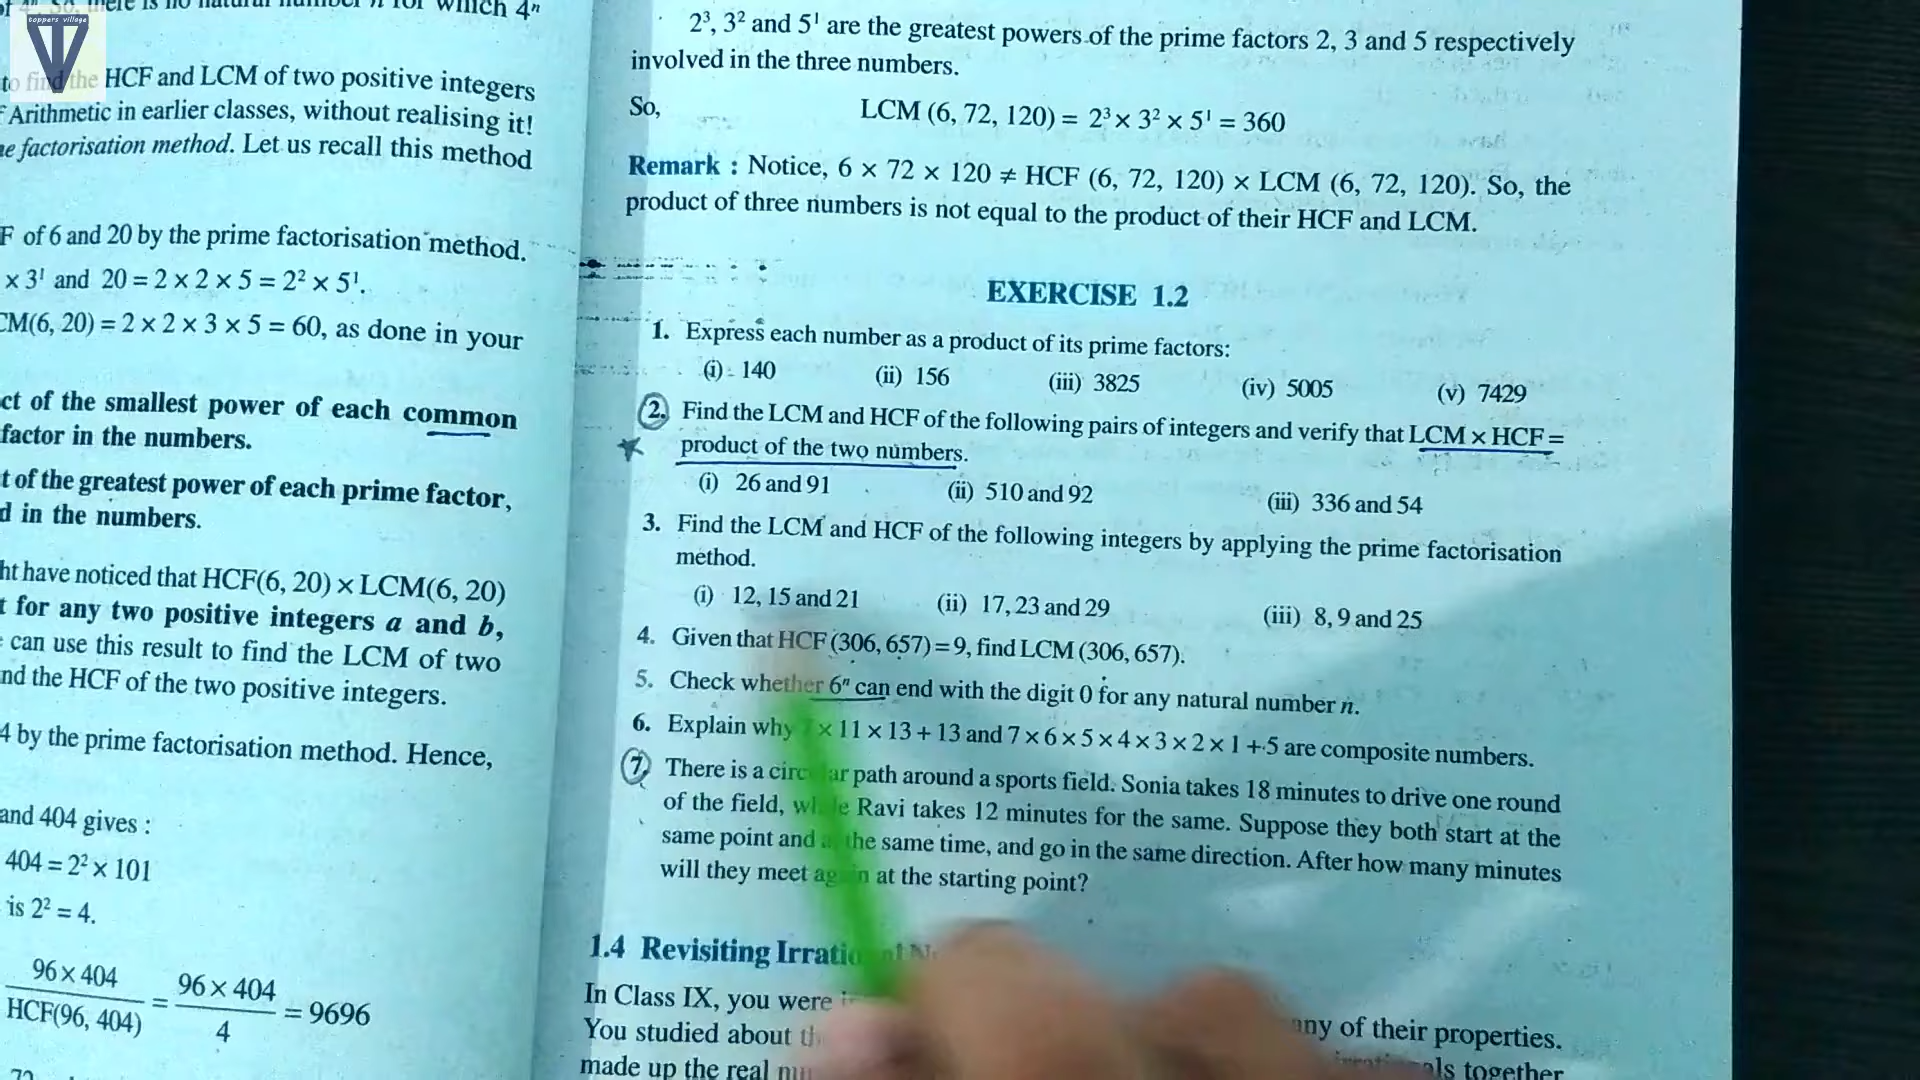 which 4ⁿ
toppers village
to find the HCF and LCM of two positive integers
Arithmetic in earlier classes, without realising it!
factorisation method. Let us recall this method
F of 6 and 20 by the prime factorisation method.
× 3¹ and 20 = 2 × 2 × 5 = 2² × 5¹.
CM(6, 20) = 2 × 2 × 3 × 5 = 60, as done in your
ct of the smallest power of each common
factor in the numbers.
t of the greatest power of each prime factor,
d in the numbers.
ht have noticed that HCF(6, 20) × LCM(6, 20)
t for any two positive integers a and b,
can use this result to find the LCM of two
nd the HCF of the two positive integers.
4 by the prime factorisation method. Hence,
and 404 gives :
404 = 2² × 101
is 2² = 4.
96 × 404 / HCF(96, 404) = 96 × 404 / 4 = 9696
72
2³, 3² and 5¹ are the greatest powers of the prime factors 2, 3 and 5 respectively
involved in the three numbers.
So, LCM (6, 72, 120) = 2³ × 3² × 5¹ = 360
Remark : Notice, 6 × 72 × 120 ≠ HCF (6, 72, 120) × LCM (6, 72, 120). So, the
product of three numbers is not equal to the product of their HCF and LCM.
EXERCISE 1.2
1. Express each number as a product of its prime factors:
(i) 140 (ii) 156 (iii) 3825 (iv) 5005 (v) 7429
2. Find the LCM and HCF of the following pairs of integers and verify that LCM × HCF =
product of the two numbers.
(i) 26 and 91 (ii) 510 and 92 (iii) 336 and 54
3. Find the LCM and HCF of the following integers by applying the prime factorisation
method.
(i) 12, 15 and 21 (ii) 17, 23 and 29 (iii) 8, 9 and 25
4. Given that HCF (306, 657) = 9, find LCM (306, 657).
5. Check whether 6ⁿ can end with the digit 0 for any natural number n.
6. Explain why 7 × 11 × 13 + 13 and 7 × 6 × 5 × 4 × 3 × 2 × 1 + 5 are composite numbers.
7. There is a circular path around a sports field. Sonia takes 18 minutes to drive one round
of the field, while Ravi takes 12 minutes for the same. Suppose they both start at the
same point and at the same time, and go in the same direction. After how many minutes
will they meet again at the starting point?
1.4 Revisiting Irrational N
In Class IX, you were any of their properties.
You studied about
made up the real als together